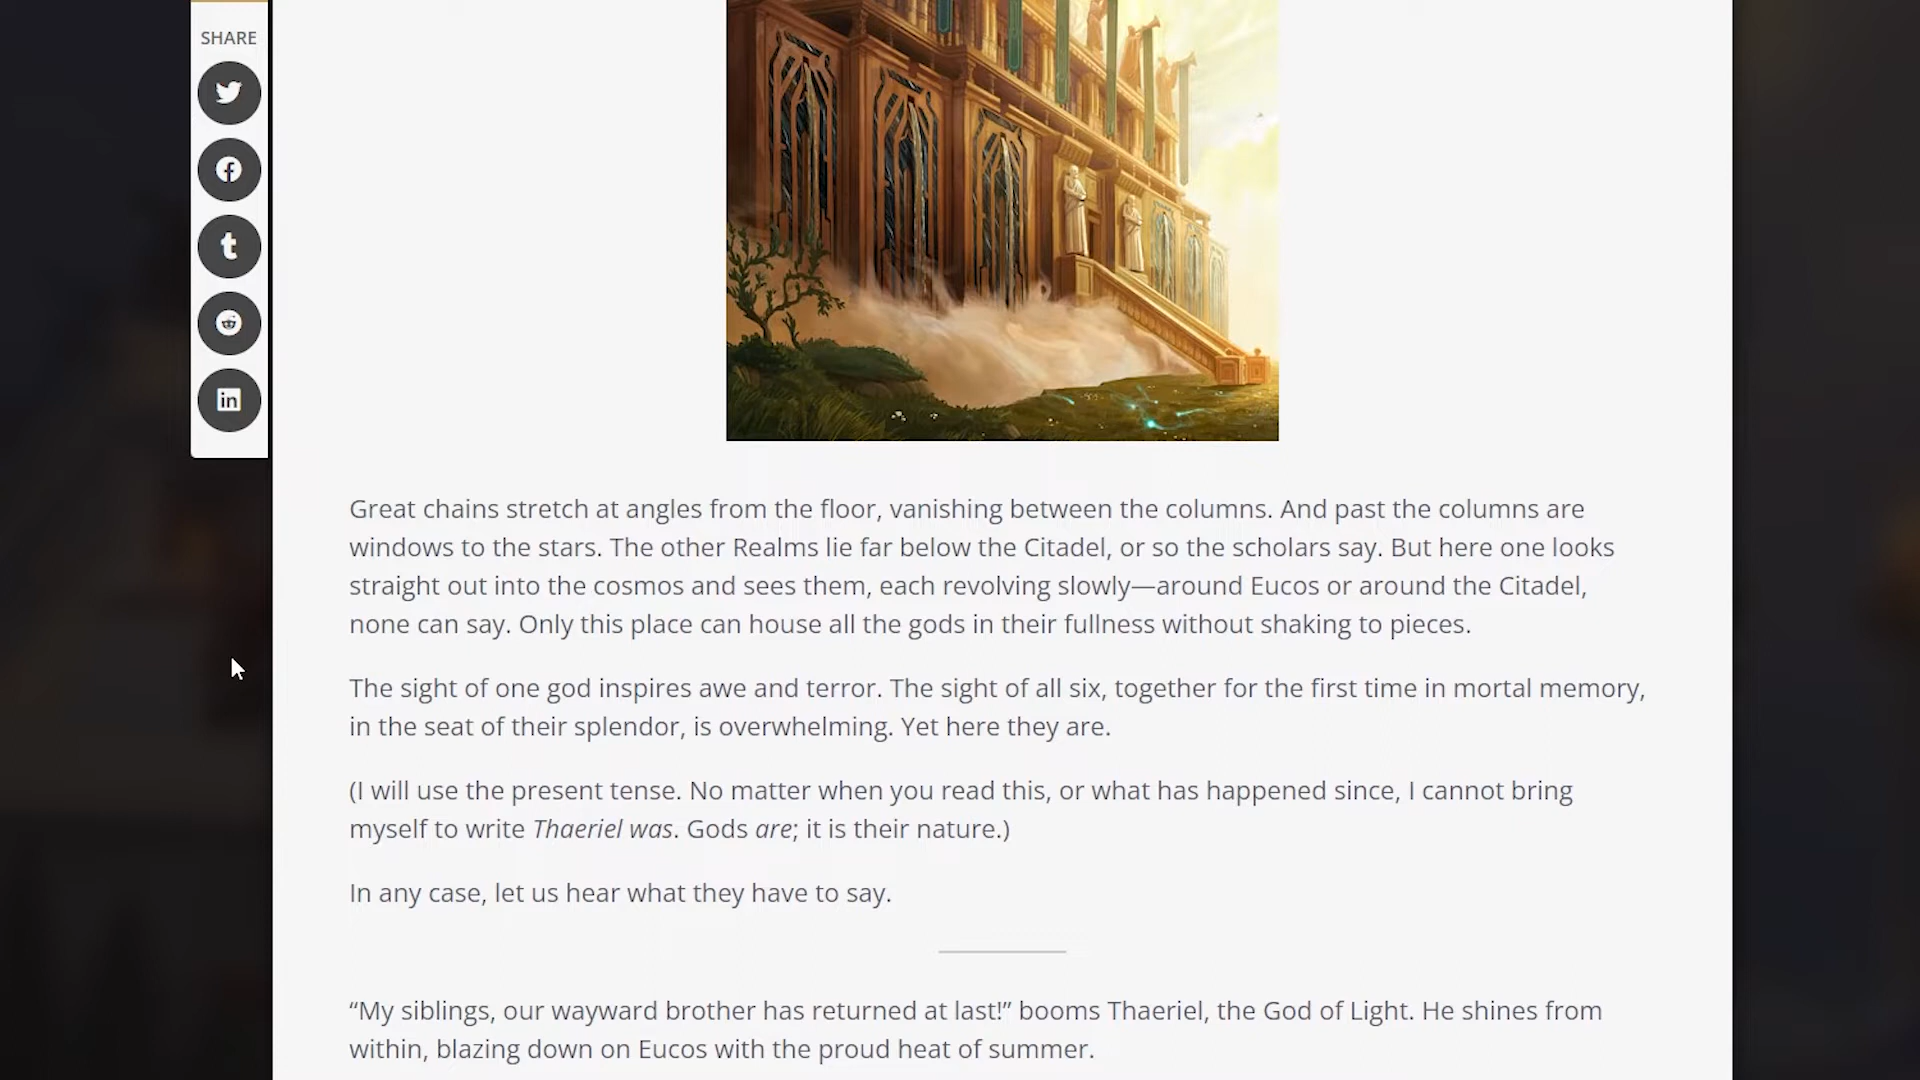 SHARE
Great chains stretch at angles from the floor, vanishing between the columns. And past the columns are
windows to the stars. The other Realms lie far below the Citadel, or so the scholars say. But here one looks
straight out into the cosmos and sees them, each revolving slowly—around Eucos or around the Citadel,
none can say. Only this place can house all the gods in their fullness without shaking to pieces.
The sight of one god inspires awe and terror. The sight of all six, together for the first time in mortal memory,
in the seat of their splendor, is overwhelming. Yet here they are.
(I will use the present tense. No matter when you read this, or what has happened since, I cannot bring
myself to write Thaeriel was. Gods are; it is their nature.)
In any case, let us hear what they have to say.
“My siblings, our wayward brother has returned at last!” booms Thaeriel, the God of Light. He shines from
within, blazing down on Eucos with the proud heat of summer.